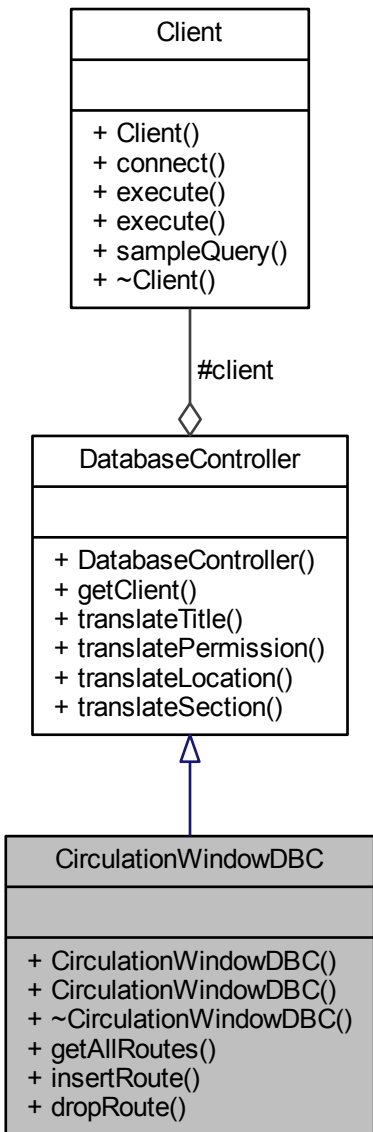 Client
+ Client()
+ connect()
+ execute()
+ execute()
+ sampleQuery()
+ ~Client()
#client
DatabaseController
+ DatabaseController()
+ getClient()
+ translateTitle()
+ translatePermission()
+ translateLocation()
+ translateSection()
CirculationWindowDBC
+ CirculationWindowDBC()
+ CirculationWindowDBC()
+ ~CirculationWindowDBC()
+ getAllRoutes()
+ insertRoute()
+ dropRoute()